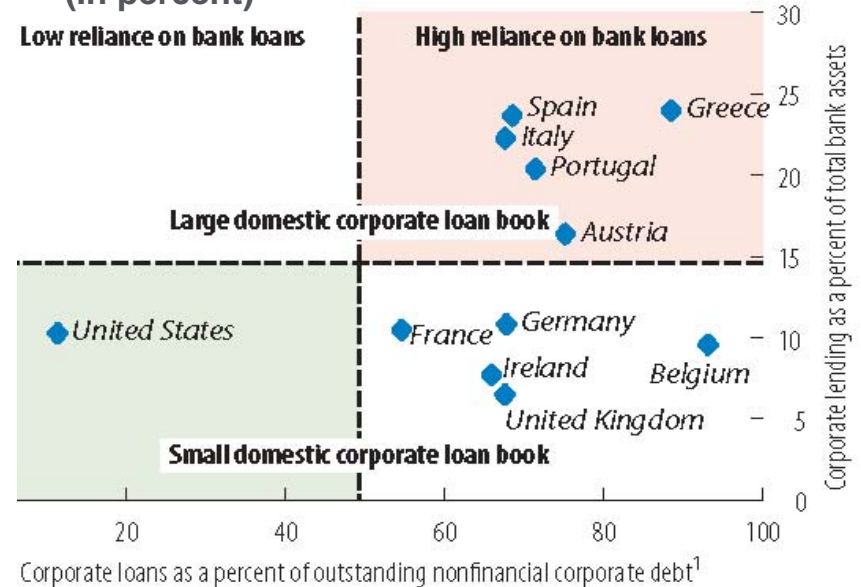 (in percent)
Low reliance on bank loans
High reliance on bank loans
30
25
20
15
10
5
0
Corporate lending as a percent of total bank assets
Spain
Greece
Italy
Portugal
Large domestic corporate loan book
Austria
United States
France
Germany
Ireland
Belgium
United Kingdom
Small domestic corporate loan book
20
40
60
80
100
Corporate loans as a percent of outstanding nonfinancial corporate debt¹